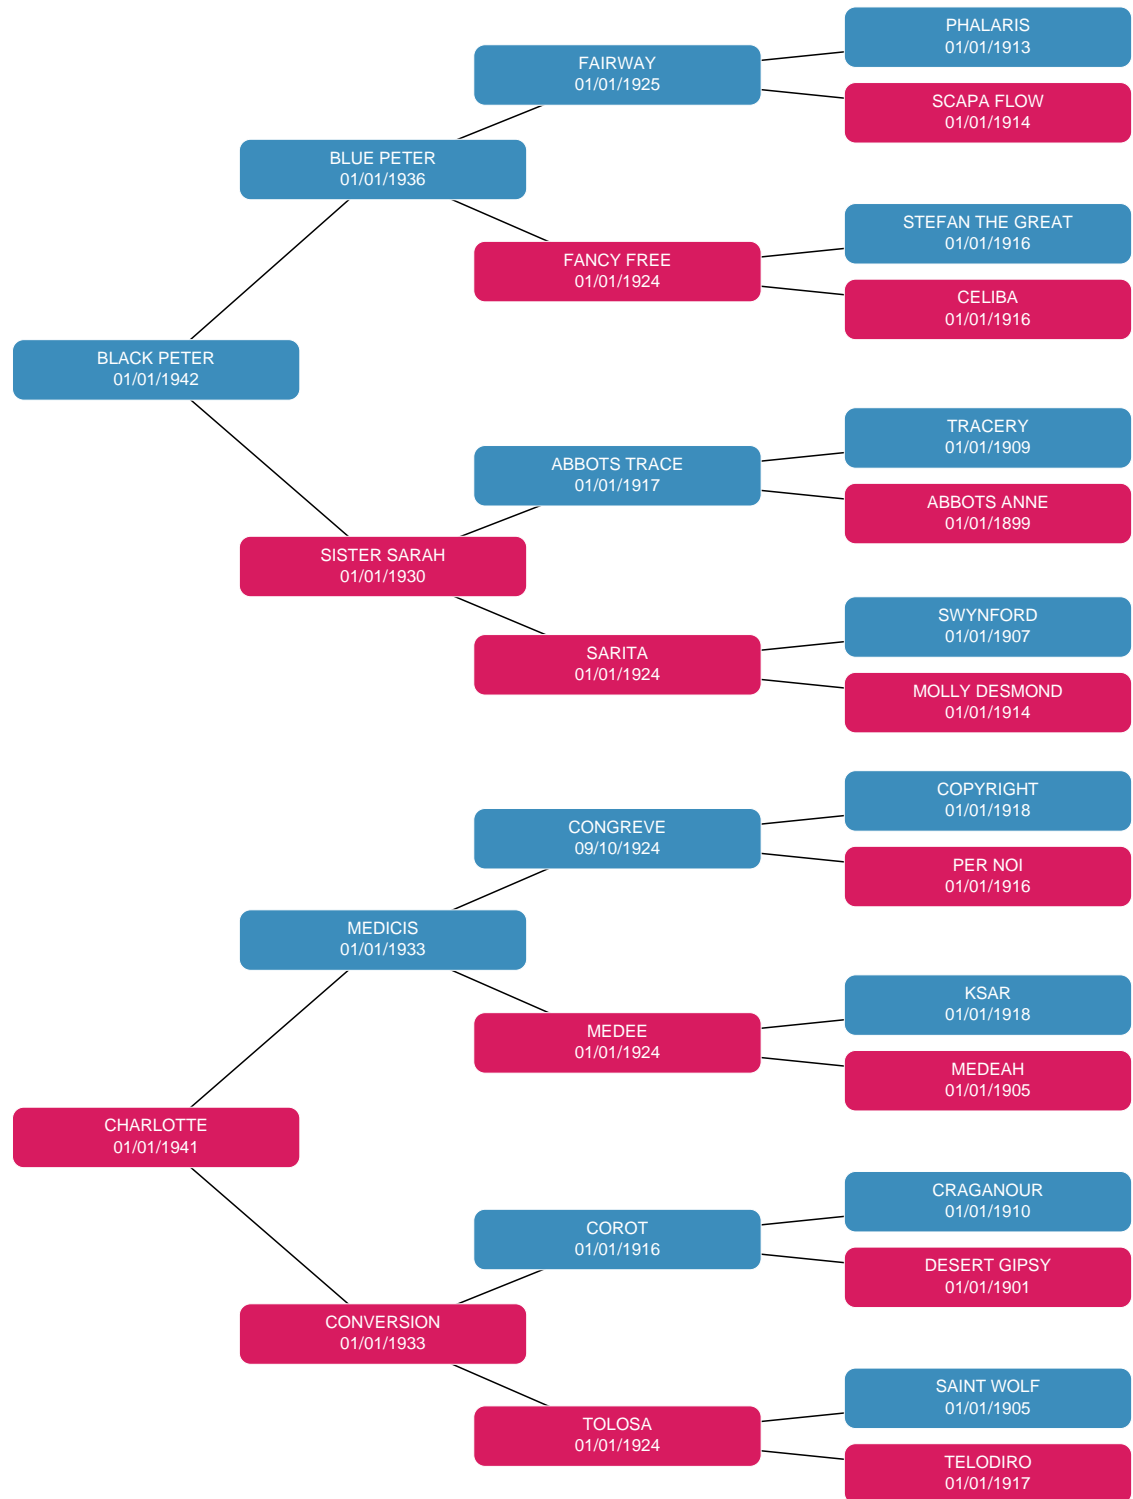 PHALARIS
01/01/1913
FAIRWAY
01/01/1925
SCAPA FLOW
01/01/1914
BLUE PETER
01/01/1936
STEFAN THE GREAT
01/01/1916
FANCY FREE
01/01/1924
CELIBA
01/01/1916
BLACK PETER
01/01/1942
TRACERY
01/01/1909
ABBOTS TRACE
01/01/1917
ABBOTS ANNE
01/01/1899
SISTER SARAH
01/01/1930
SWYNFORD
01/01/1907
SARITA
01/01/1924
MOLLY DESMOND
01/01/1914
COPYRIGHT
01/01/1918
CONGREVE
09/10/1924
PER NOI
01/01/1916
MEDICIS
01/01/1933
KSAR
01/01/1918
MEDEE
01/01/1924
MEDEAH
01/01/1905
CHARLOTTE
01/01/1941
CRAGANOUR
01/01/1910
COROT
01/01/1916
DESERT GIPSY
01/01/1901
CONVERSION
01/01/1933
SAINT WOLF
01/01/1905
TOLOSA
01/01/1924
TELODIRO
01/01/1917